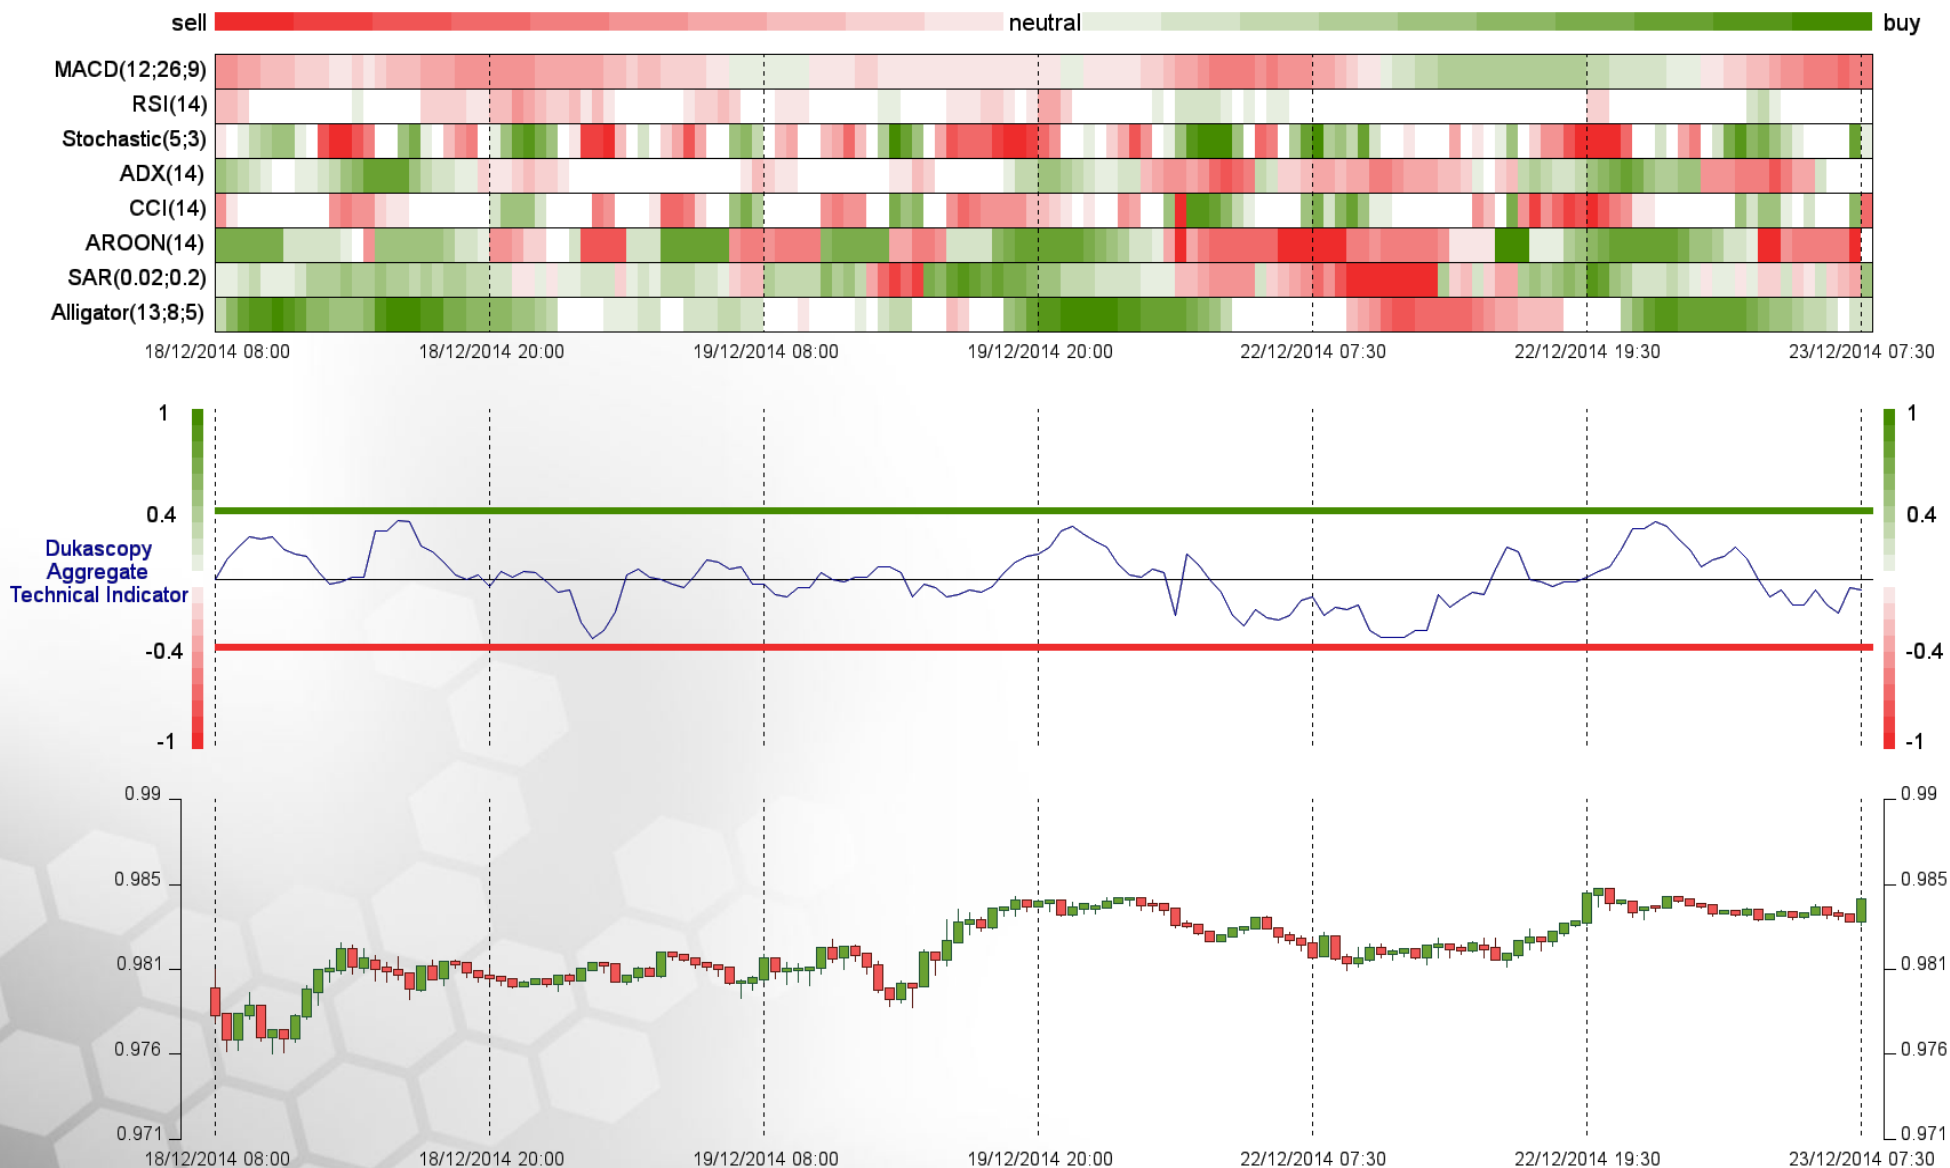 sell neutral buy
MACD(12;26;9)
RSI(14)
Stochastic(5;3)
ADX(14)
CCI(14)
AROON(14)
SAR(0.02;0.2)
Alligator(13;8;5)
18/12/2014 08:00 18/12/2014 20:00 19/12/2014 08:00 19/12/2014 20:00 22/12/2014 07:30 22/12/2014 19:30 23/12/2014 07:30
1 1
0.4 0.4
Dukascopy
Aggregate
Technical Indicator
-0.4 -0.4
-1 -1
0.99 0.99
0.985 0.985
0.981 0.981
0.976 0.976
0.971 0.971
18/12/2014 08:00 18/12/2014 20:00 19/12/2014 08:00 19/12/2014 20:00 22/12/2014 07:30 22/12/2014 19:30 23/12/2014 07:30